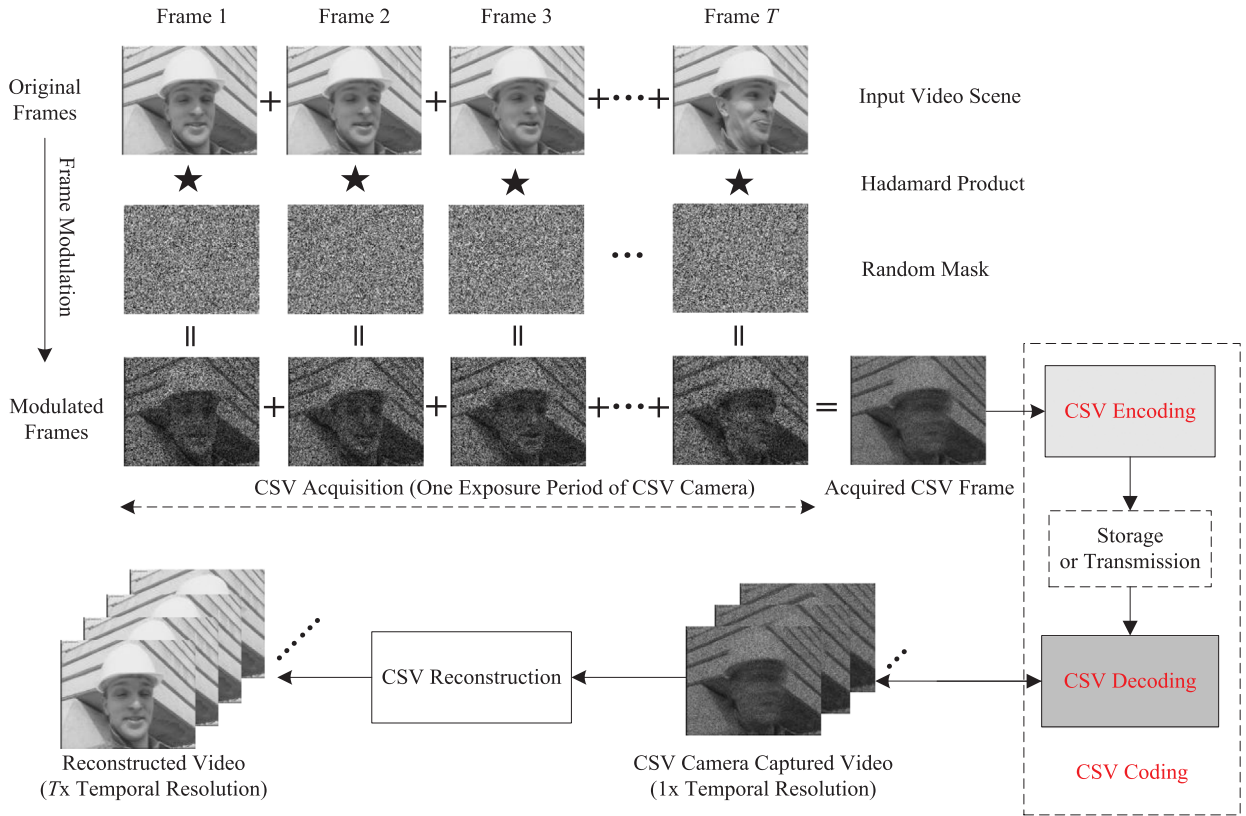 Frame 1
Frame 2
Frame 3
Frame T
Original
Frames
Input Video Scene
Frame Modulation
Hadamard Product
Random Mask
Modulated
Frames
CSV Encoding
CSV Acquisition (One Exposure Period of CSV Camera)
Acquired CSV Frame
Storage
or Transmission
CSV Reconstruction
CSV Decoding
Reconstructed Video
(Tx Temporal Resolution)
CSV Camera Captured Video
(1x Temporal Resolution)
CSV Coding